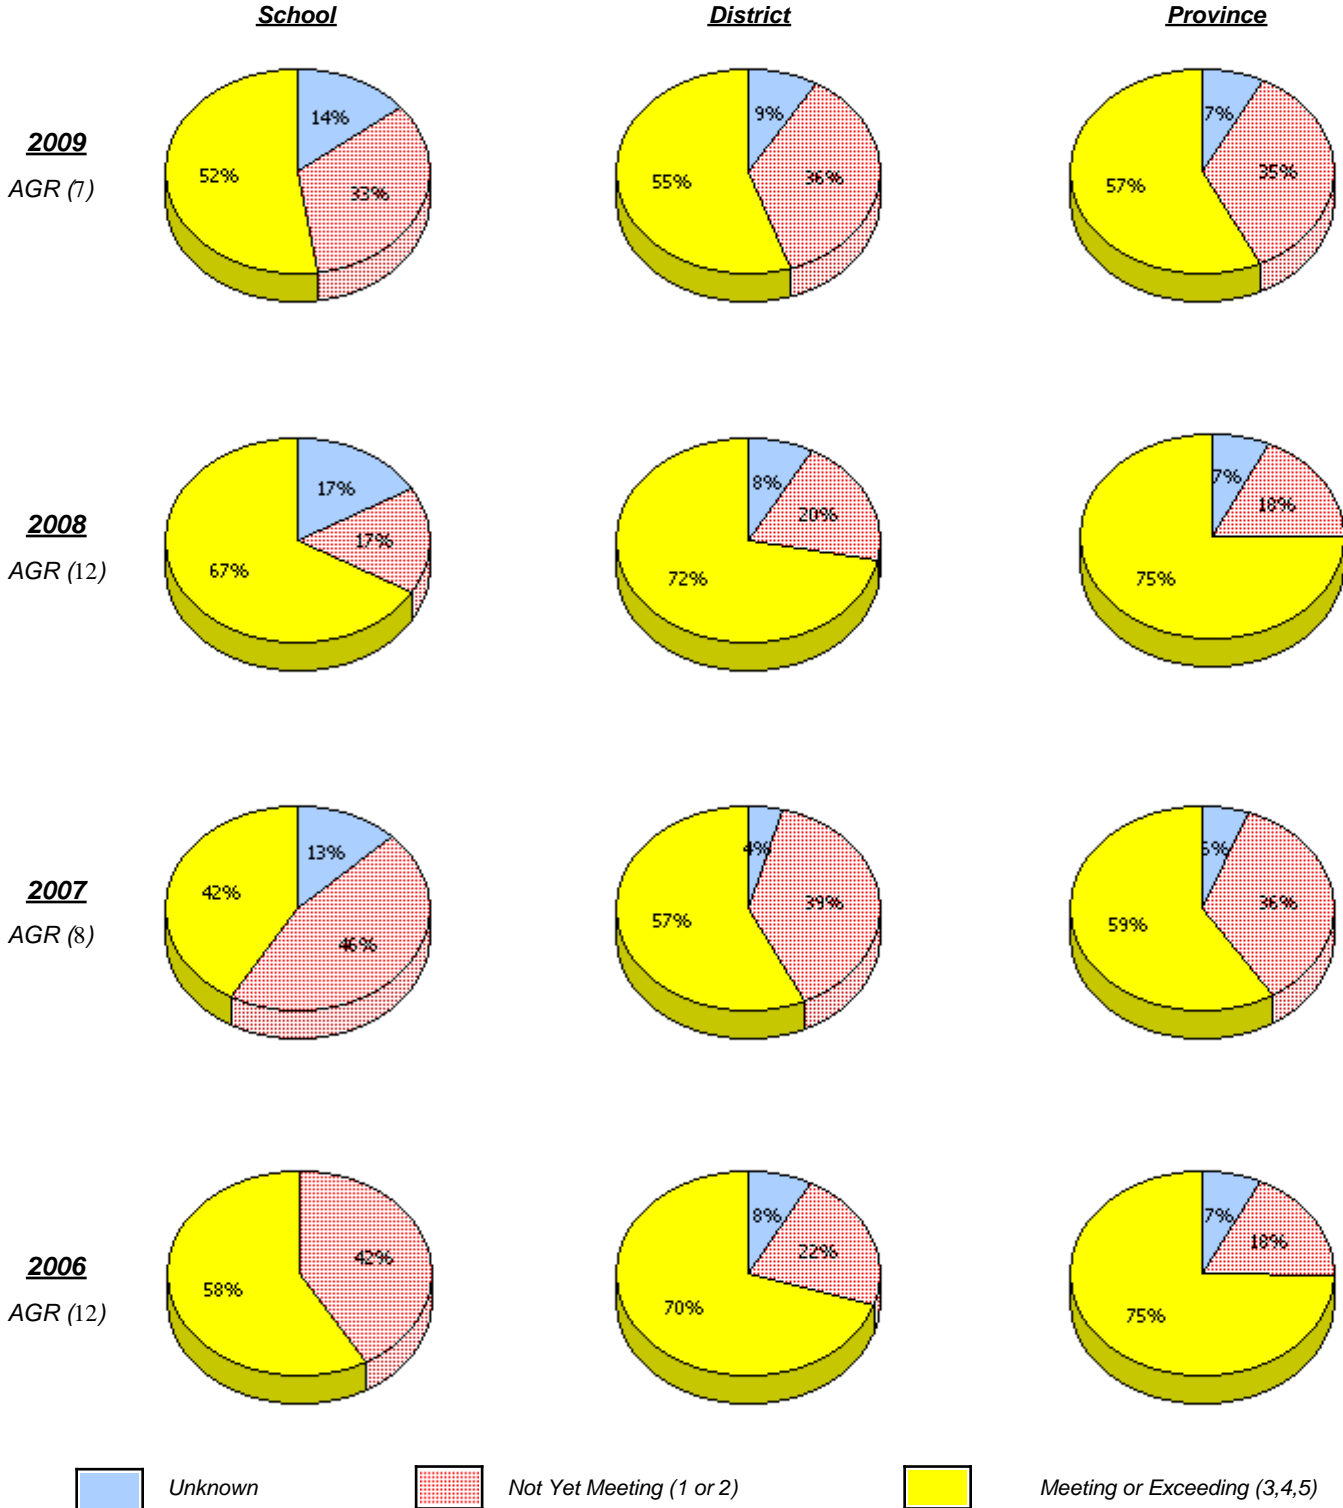 School District Province
2009
AGR (7)
14% 33% 52%
9% 36% 55%
7% 35% 57%
2008
AGR (12)
17% 17% 67%
8% 20% 72%
7% 18% 75%
2007
AGR (8)
13% 46% 42%
4% 39% 57%
5% 36% 59%
2006
AGR (12)
42% 58%
8% 22% 70%
7% 18% 75%
Unknown Not Yet Meeting (1 or 2) Meeting or Exceeding (3,4,5)